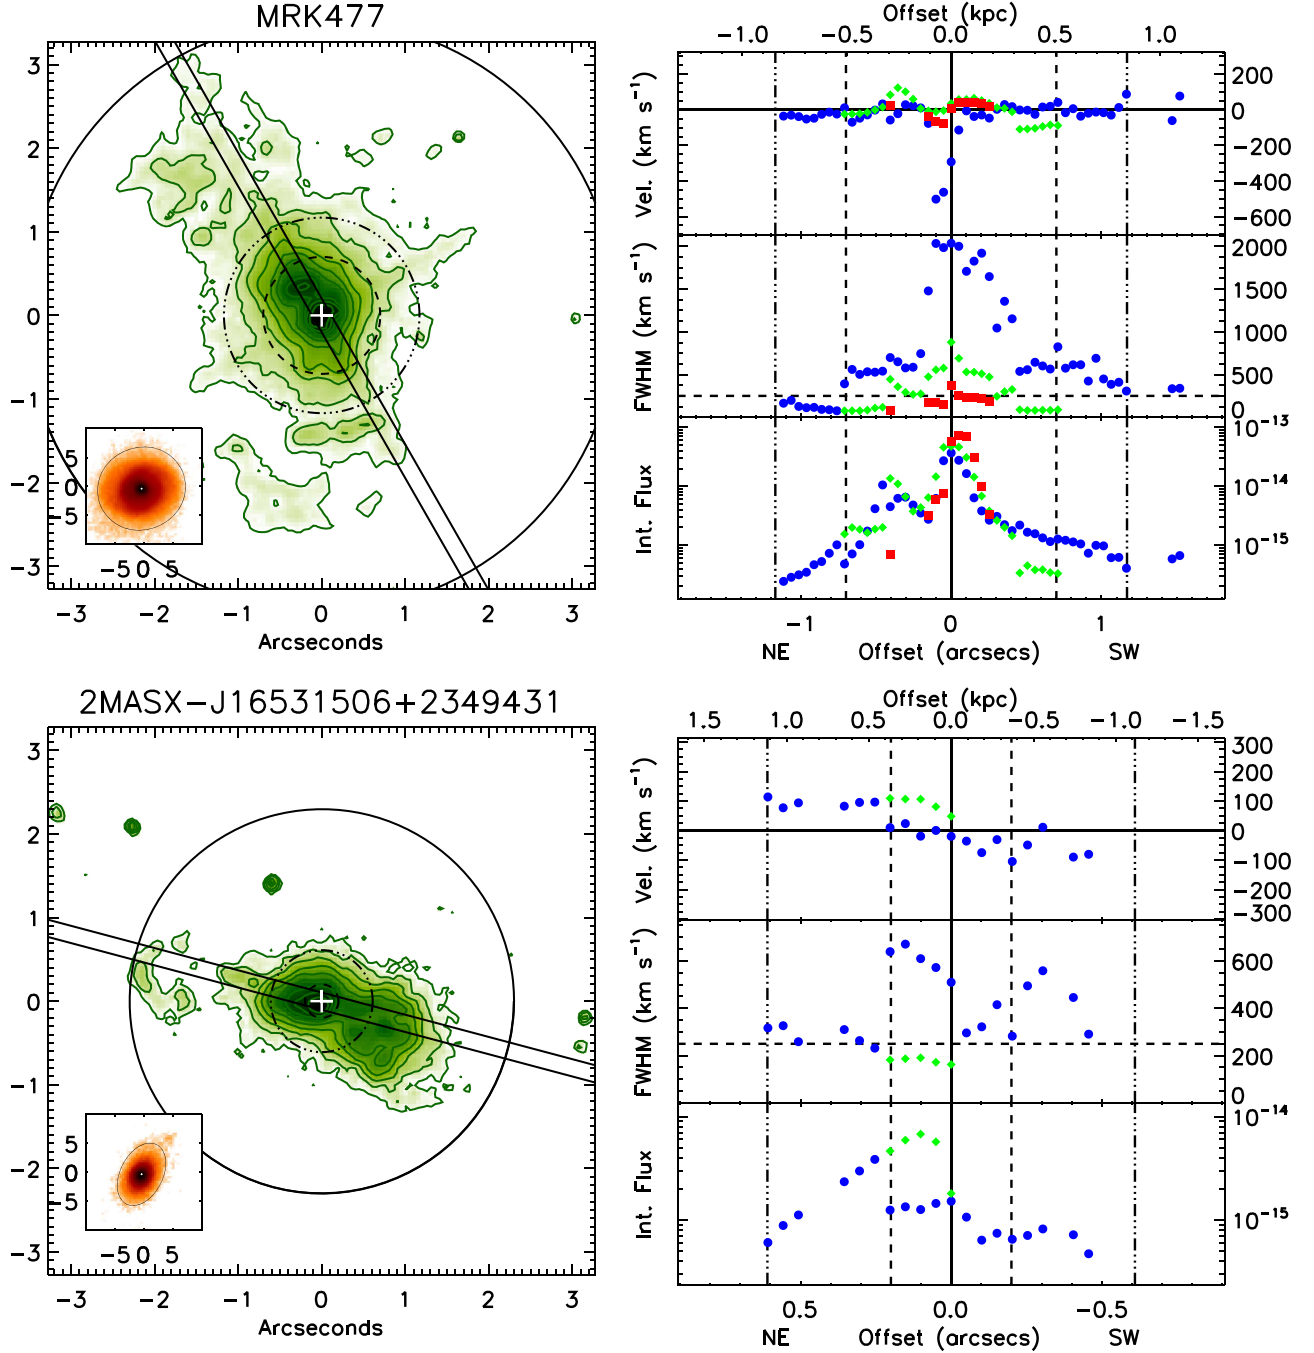 MRK477
3
2
1
0
−1
−2
−3
5
0
−5
−5 0 5
−3 −2 −1 0 1 2 3
Arcseconds
Offset (kpc)
−1.0 −0.5 0.0 0.5 1.0
Vel. (km s⁻¹)
200
0
−200
−400
−600
FWHM (km s⁻¹)
2000
1500
1000
500
0
Int. Flux
10⁻¹³
10⁻¹⁴
10⁻¹⁵
−1 0 1
NE Offset (arcsecs) SW
2MASX−J16531506+2349431
3
2
1
0
−1
−2
−3
5
0
−5
−5 0 5
−3 −2 −1 0 1 2 3
Arcseconds
Offset (kpc)
1.5 1.0 0.5 0.0 −0.5 −1.0 −1.5
Vel. (km s⁻¹)
300
200
100
0
−100
−200
−300
FWHM (km s⁻¹)
600
400
200
0
Int. Flux
10⁻¹⁴
10⁻¹⁵
0.5 0.0 −0.5
NE Offset (arcsecs) SW